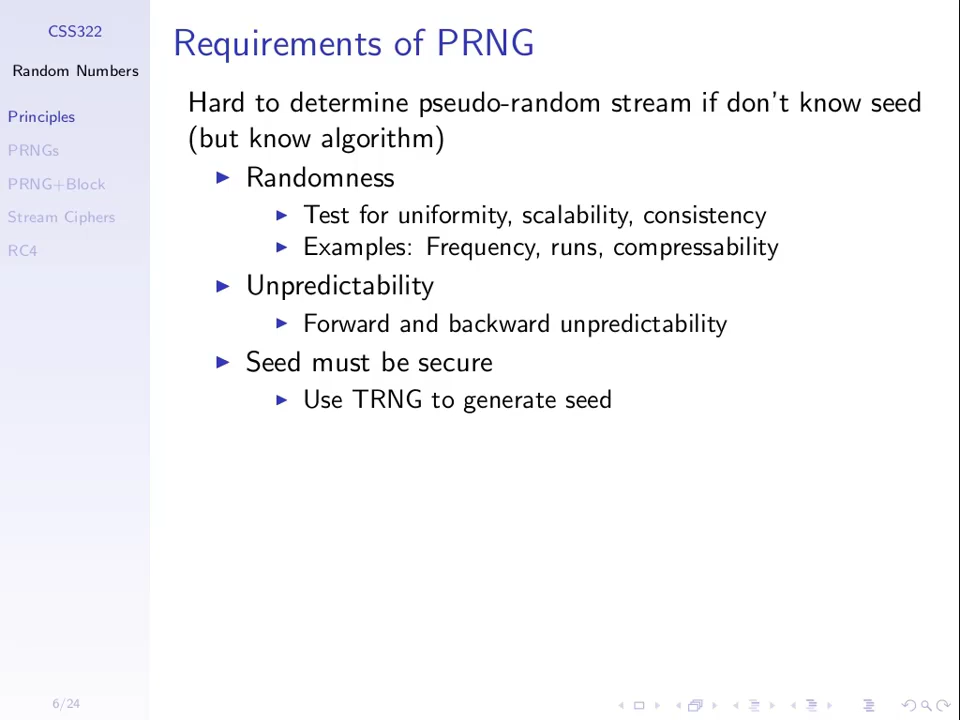 CSS322
Random Numbers
Principles
PRNGs
PRNG+Block
Stream Ciphers
RC4
Requirements of PRNG
Hard to determine pseudo-random stream if don't know seed
(but know algorithm)
Randomness
Test for uniformity, scalability, consistency
Examples: Frequency, runs, compressability
Unpredictability
Forward and backward unpredictability
Seed must be secure
Use TRNG to generate seed
6/24